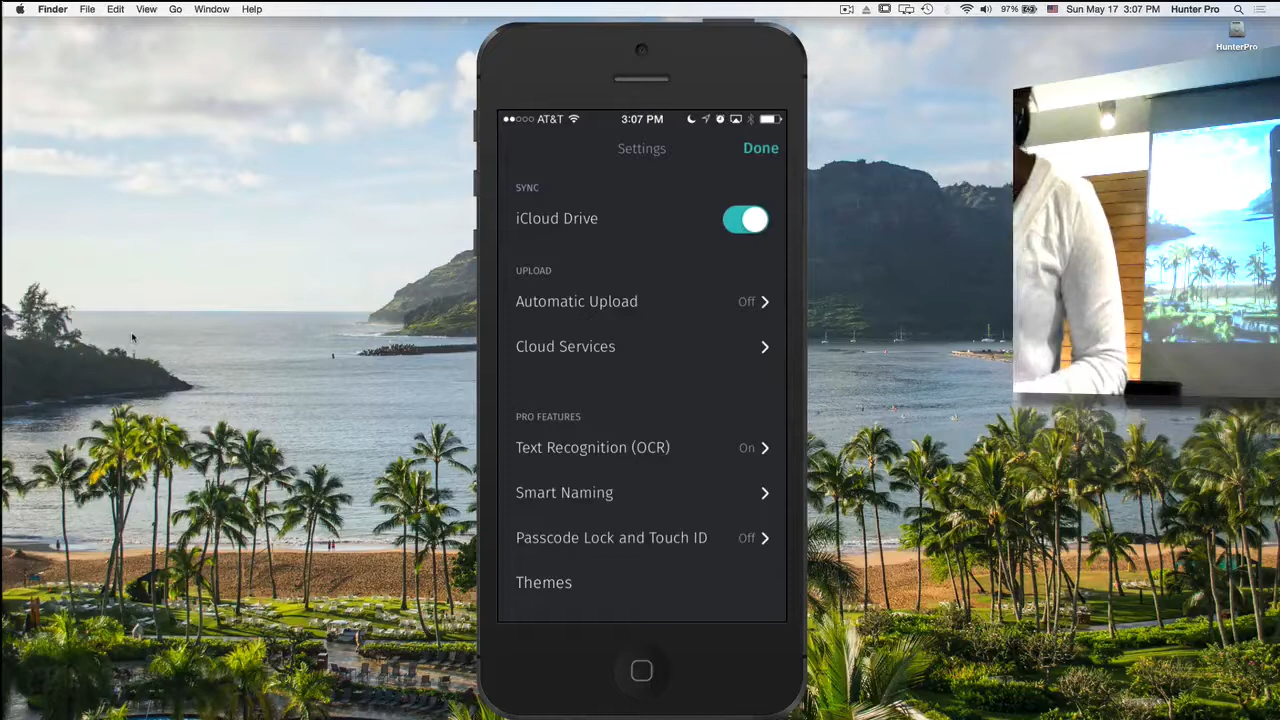 Finder File Edit View Go Window Help 97% Sun May 17 3:07 PM Hunter Pro
HunterPro
AT&T 3:07 PM
Settings Done
SYNC
iCloud Drive
UPLOAD
Automatic Upload Off
Cloud Services
PRO FEATURES
Text Recognition (OCR) On
Smart Naming
Passcode Lock and Touch ID Off
Themes